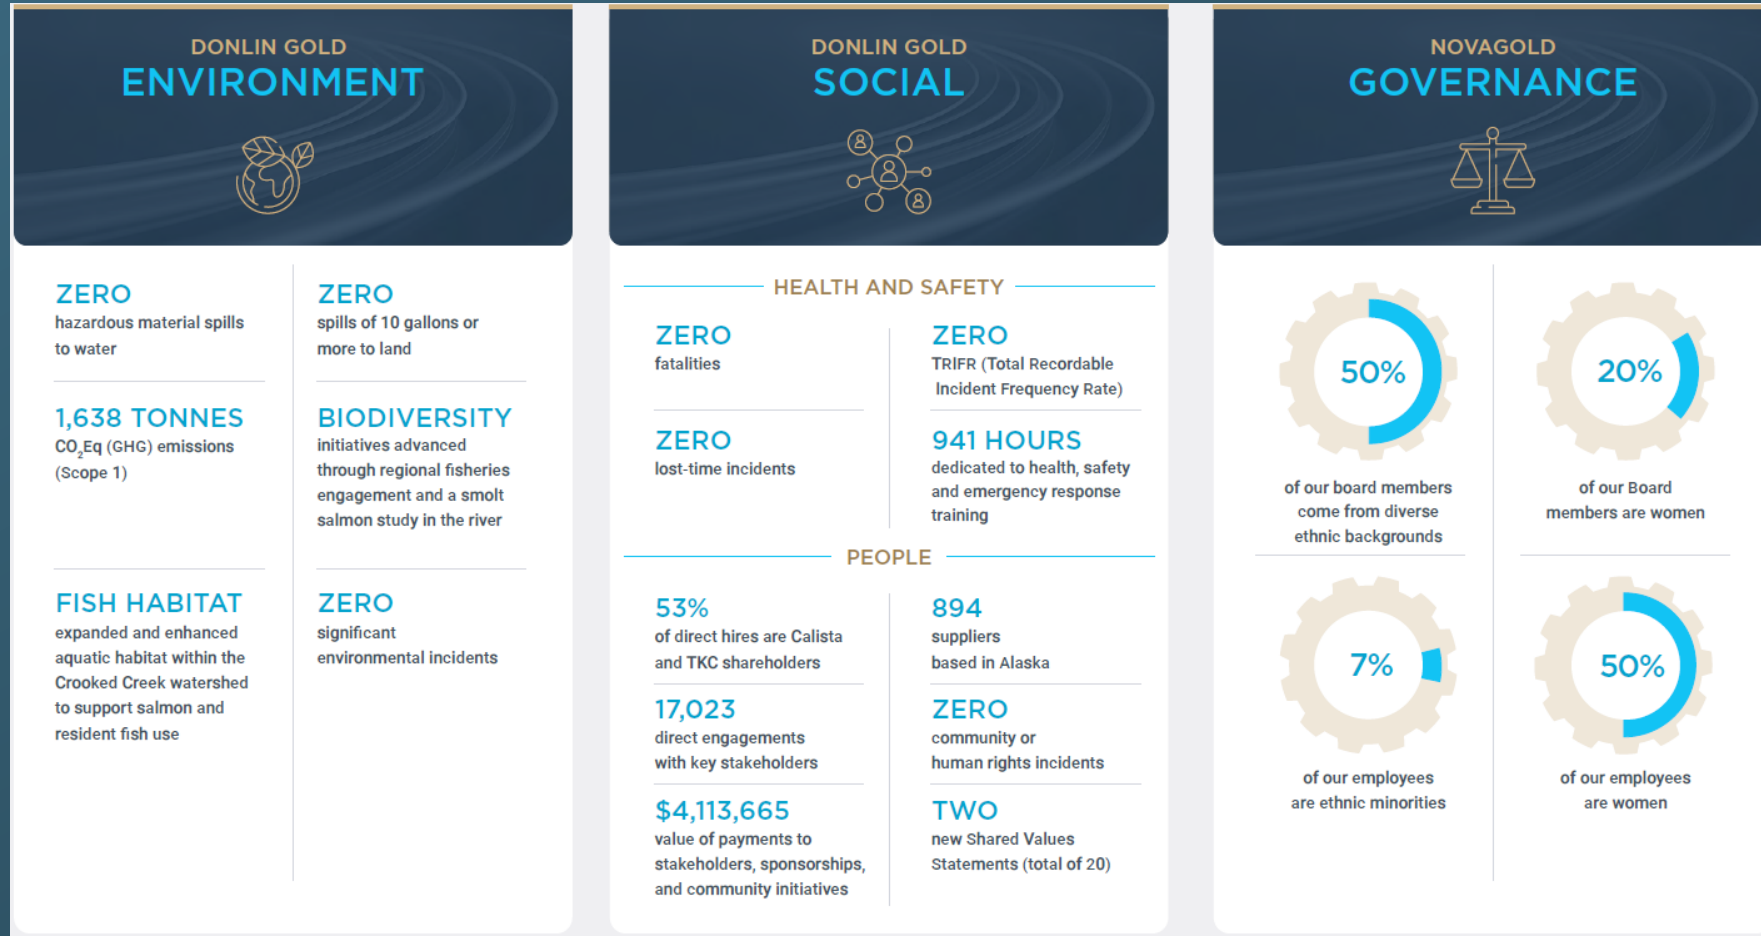 DONLIN GOLD
ENVIRONMENT
ZERO
hazardous material spills
to water
ZERO
spills of 10 gallons or
more to land
1,638 TONNES
CO₂Eq (GHG) emissions
(Scope 1)
BIODIVERSITY
initiatives advanced
through regional fisheries
engagement and a smolt
salmon study in the river
FISH HABITAT
expanded and enhanced
aquatic habitat within the
Crooked Creek watershed
to support salmon and
resident fish use
ZERO
significant
environmental incidents
DONLIN GOLD
SOCIAL
HEALTH AND SAFETY
ZERO
fatalities
ZERO
TRIFR (Total Recordable
Incident Frequency Rate)
ZERO
lost-time incidents
941 HOURS
dedicated to health, safety
and emergency response
training
PEOPLE
53%
of direct hires are Calista
and TKC shareholders
894
suppliers
based in Alaska
17,023
direct engagements
with key stakeholders
ZERO
community or
human rights incidents
$4,113,665
value of payments to
stakeholders, sponsorships,
and community initiatives
TWO
new Shared Values
Statements (total of 20)
NOVAGOLD
GOVERNANCE
50%
of our board members
come from diverse
ethnic backgrounds
20%
of our Board
members are women
7%
of our employees
are ethnic minorities
50%
of our employees
are women